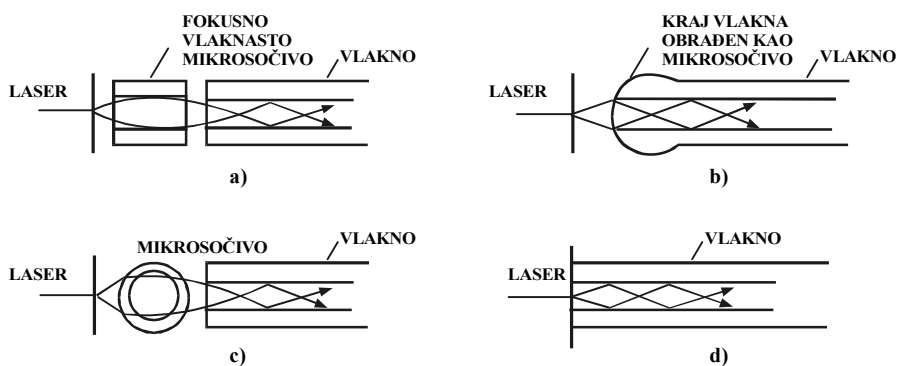 FOKUSNO
VLAKNASTO
MIKROSOČIVO
VLAKNO
LASER
a)
KRAJ VLAKNA
OBRAĐEN KAO
MIKROSOČIVO
VLAKNO
LASER
b)
MIKROSOČIVO
VLAKNO
LASER
c)
VLAKNO
LASER
d)